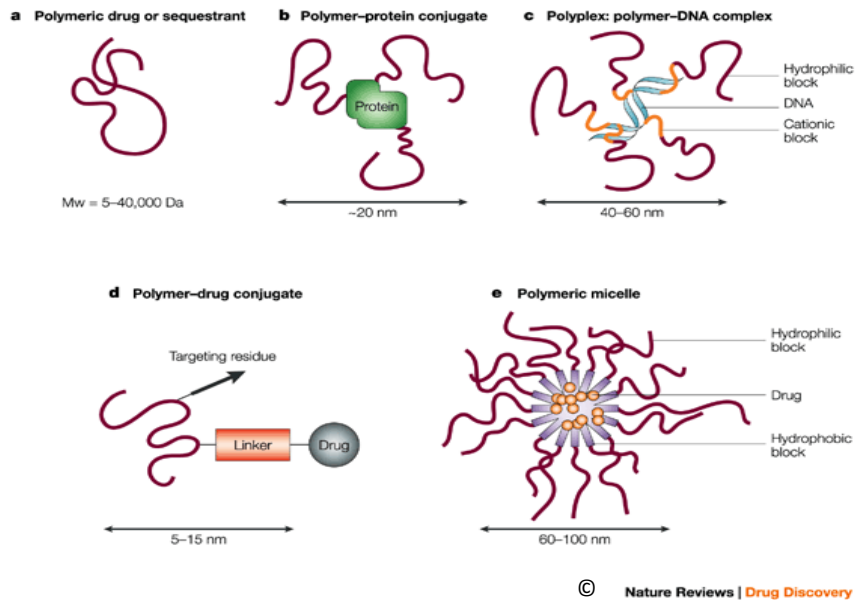 a Polymeric drug or sequestrant
b Polymer–protein conjugate
c Polyplex: polymer–DNA complex
Protein
Hydrophilic
block
DNA
Cationic
block
Mw = 5–40,000 Da
~20 nm
40–60 nm
d Polymer–drug conjugate
e Polymeric micelle
Targeting residue
Linker
Drug
Hydrophilic
block
Drug
Hydrophobic
block
5–15 nm
60–100 nm
© Nature Reviews | Drug Discovery